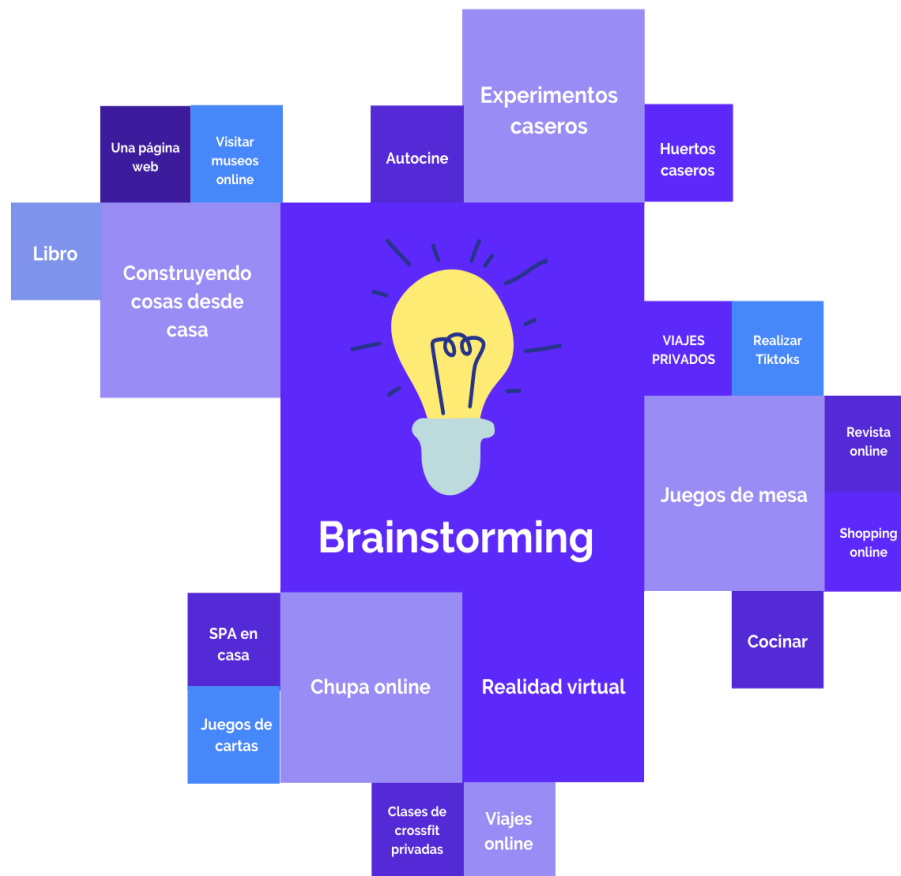 Experimentos
caseros
Una página
web
Visitar
museos
online
Autocine
Huertos
caseros
Libro
Construyendo
cosas desde
casa
VIAJES
PRIVADOS
Realizar
Tiktoks
Revista
online
Juegos de mesa
Brainstorming
Shopping
online
SPA en
casa
Chupa online
Realidad virtual
Cocinar
Juegos de
cartas
Clases de
crossfit
privadas
Viajes
online